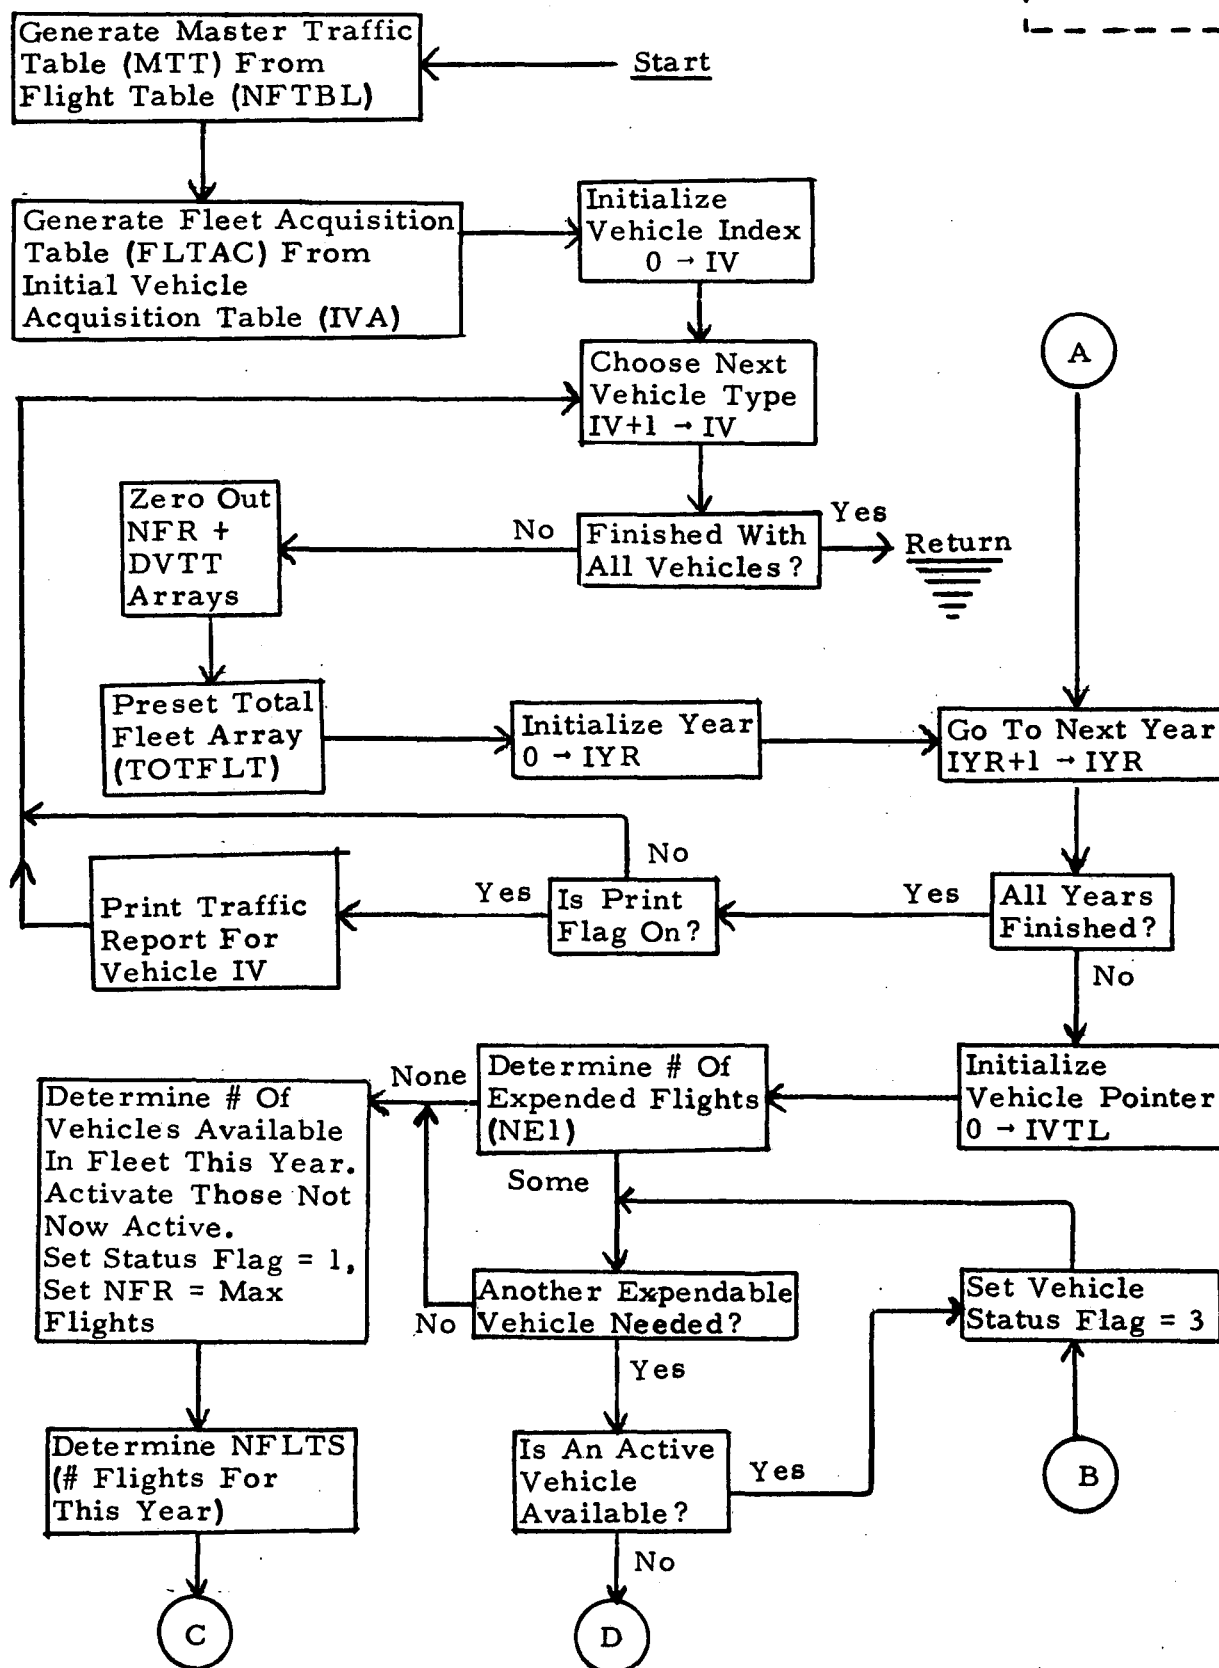 Generate Master Traffic
Table (MTT) From
Flight Table (NFTBL)
Start
Generate Fleet Acquisition
Table (FLTAC) From
Initial Vehicle
Acquisition Table (IVA)
Initialize
Vehicle Index
0 → IV
Choose Next
Vehicle Type
IV+1 → IV
A
Finished With
All Vehicles?
No
Yes
Return
Zero Out
NFR +
DVTT
Arrays
Preset Total
Fleet Array
(TOTFLT)
Initialize Year
0 → IYR
Go To Next Year
IYR+1 → IYR
All Years
Finished?
Yes
No
Is Print
Flag On?
No
Yes
Print Traffic
Report For
Vehicle IV
Initialize
Vehicle Pointer
0 → IVTL
Determine # Of
Expended Flights
(NE1)
None
Some
Determine # Of
Vehicles Available
In Fleet This Year.
Activate Those Not
Now Active.
Set Status Flag = 1,
Set NFR = Max
Flights
Another Expendable
Vehicle Needed?
No
Yes
Set Vehicle
Status Flag = 3
Is An Active
Vehicle
Available?
Yes
No
B
Determine NFLTS
(# Flights For
This Year)
C
D